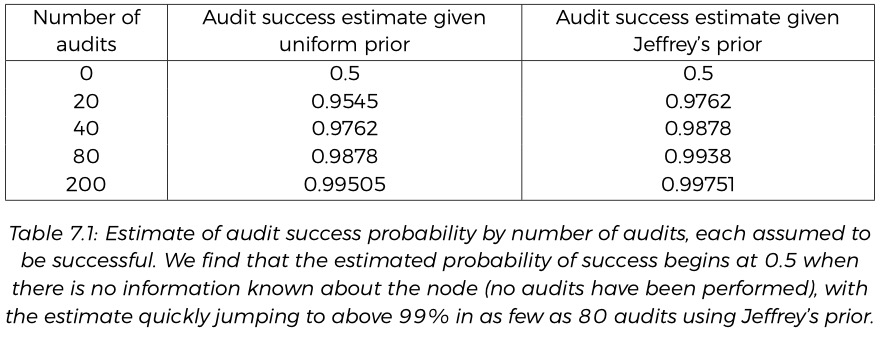 Number of audits
Audit success estimate given uniform prior
Audit success estimate given Jeffrey's prior
0 0.5 0.5
20 0.9545 0.9762
40 0.9762 0.9878
80 0.9878 0.9938
200 0.99505 0.99751
Table 7.1: Estimate of audit success probability by number of audits, each assumed to
be successful. We find that the estimated probability of success begins at 0.5 when
there is no information known about the node (no audits have been performed), with
the estimate quickly jumping to above 99% in as few as 80 audits using Jeffrey's prior.